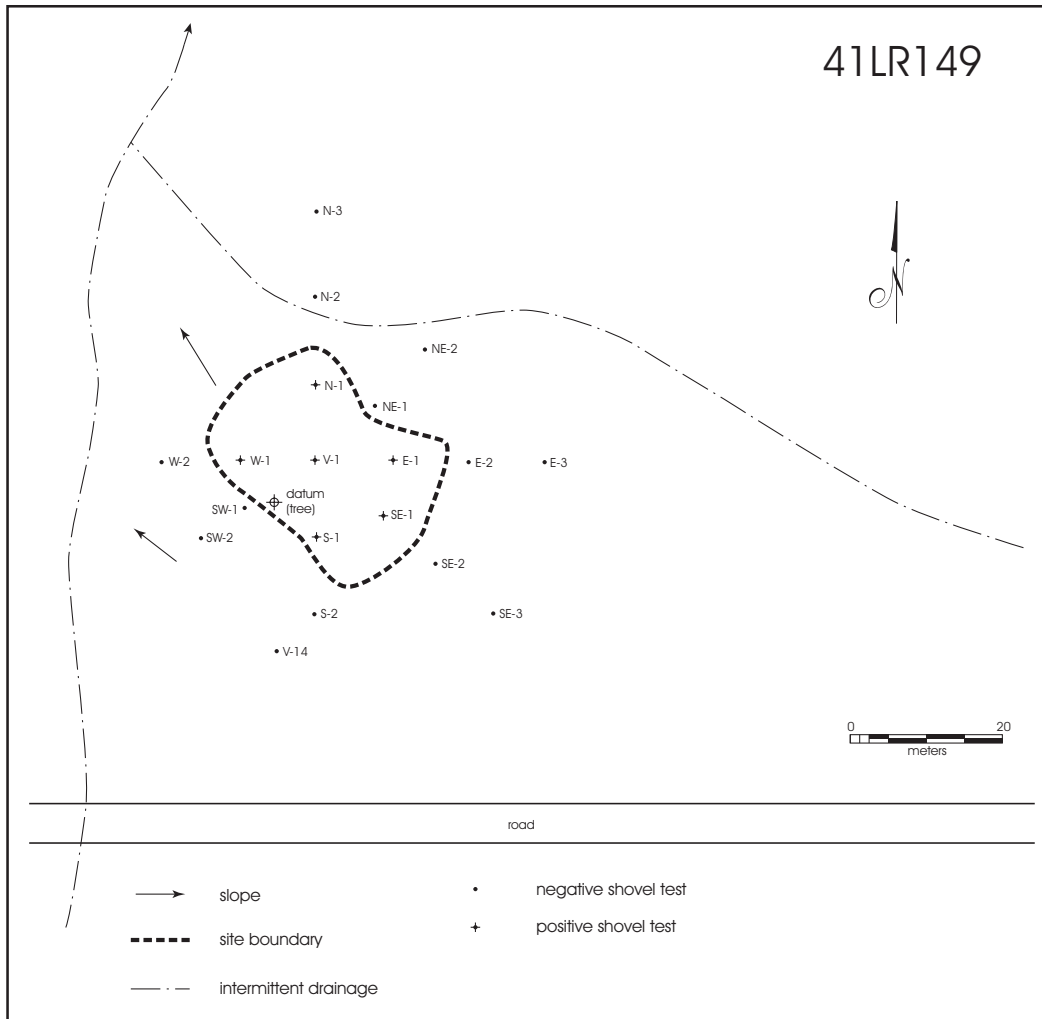 41LR149
N-3
N
N-2
NE-2
N-1
NE-1
W-2
W-1
V-1
E-1
E-2
E-3
datum
(tree)
SW-1
SE-1
SW-2
S-1
SE-2
S-2
SE-3
V-14
0 20
meters
road
slope
negative shovel test
site boundary
positive shovel test
intermittent drainage